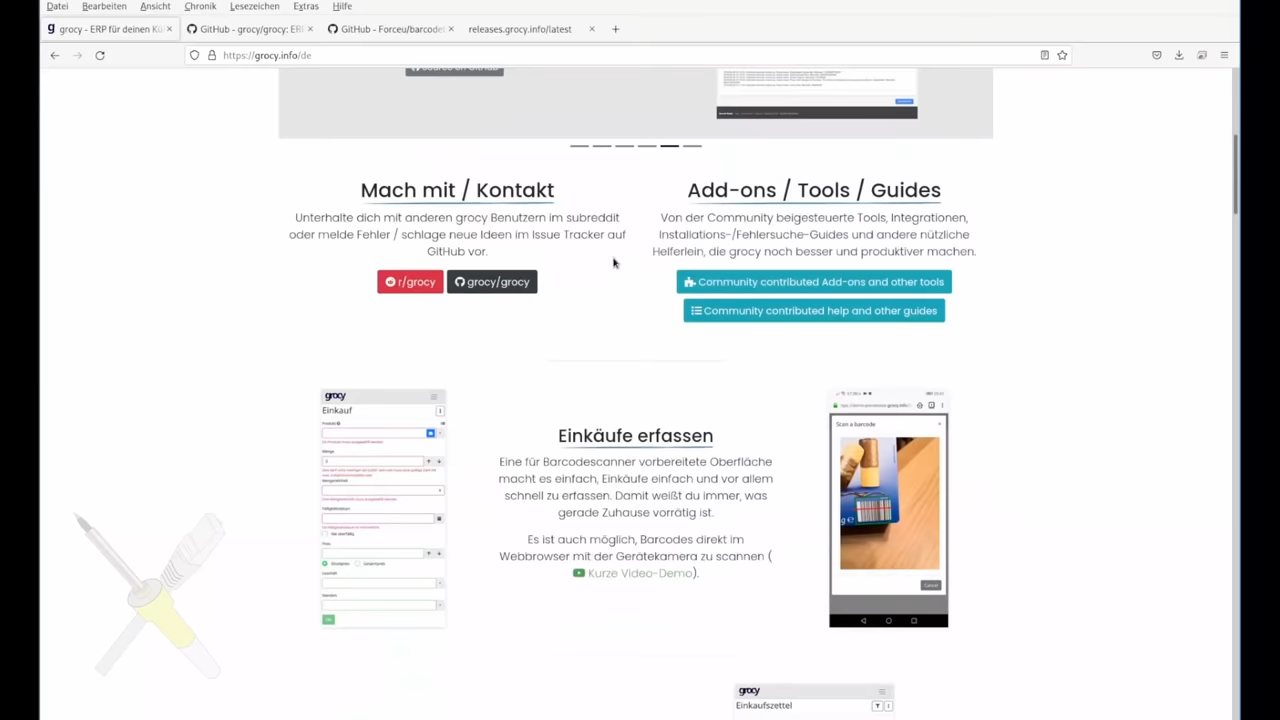 Datei Bearbeiten Ansicht Chronik Lesezeichen Extras Hilfe
grocy - ERP für deinen Kü
GitHub - grocy/grocy: ERP
GitHub - Forceu/barcodel
releases.grocy.info/latest
https://grocy.info/de
Mach mit / Kontakt
Unterhalte dich mit anderen grocy Benutzern im subreddit
oder melde Fehler / schlage neue Ideen im Issue Tracker auf
GitHub vor.
r/grocy
grocy/grocy
Add-ons / Tools / Guides
Von der Community beigesteuerte Tools, Integrationen,
Installations-/Fehlersuche-Guides und andere nützliche
Helferlein, die grocy noch besser und produktiver machen.
Community contributed Add-ons and other tools
Community contributed help and other guides
grocy
Einkauf
Einkäufe erfassen
Eine für Barcodescanner vorbereitete Oberfläche
macht es einfach, Einkäufe einfach und vor allem
schnell zu erfassen. Damit weißt du immer, was
gerade Zuhause vorrätig ist.
Es ist auch möglich, Barcodes direkt im
Webbrowser mit der Gerätekamera zu scannen (
Kurze Video-Demo).
Scan a barcode
Cancel
grocy
Einkaufszettel